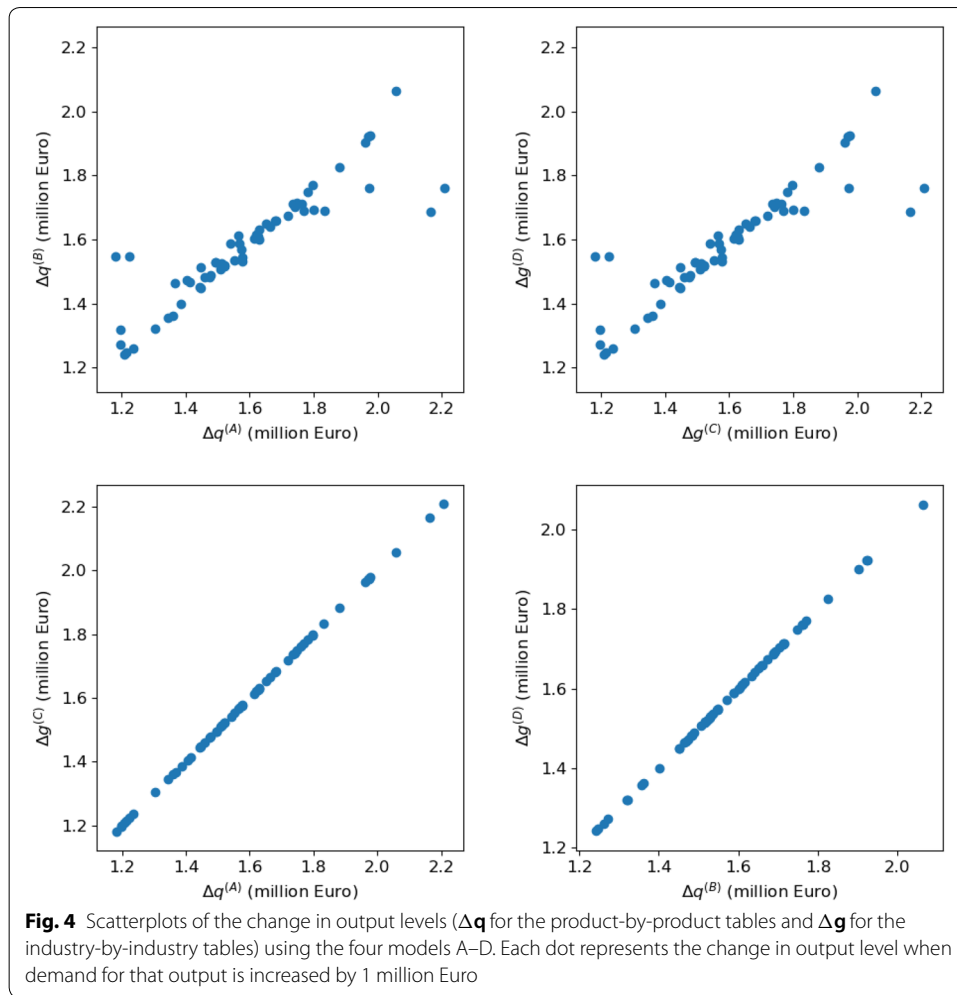 2.2
2.0
1.8
1.6
1.4
1.2
Δq(B) (million Euro)
1.2 1.4 1.6 1.8 2.0 2.2
Δq(A) (million Euro)
2.2
2.0
1.8
1.6
1.4
1.2
Δg(D) (million Euro)
1.2 1.4 1.6 1.8 2.0 2.2
Δg(C) (million Euro)
2.2
2.0
1.8
1.6
1.4
1.2
Δg(C) (million Euro)
1.2 1.4 1.6 1.8 2.0 2.2
Δq(A) (million Euro)
2.0
1.8
1.6
1.4
1.2
Δg(D) (million Euro)
1.2 1.4 1.6 1.8 2.0
Δq(B) (million Euro)
Fig. 4 Scatterplots of the change in output levels (Δq for the product-by-product tables and Δg for the
industry-by-industry tables) using the four models A–D. Each dot represents the change in output level when
demand for that output is increased by 1 million Euro